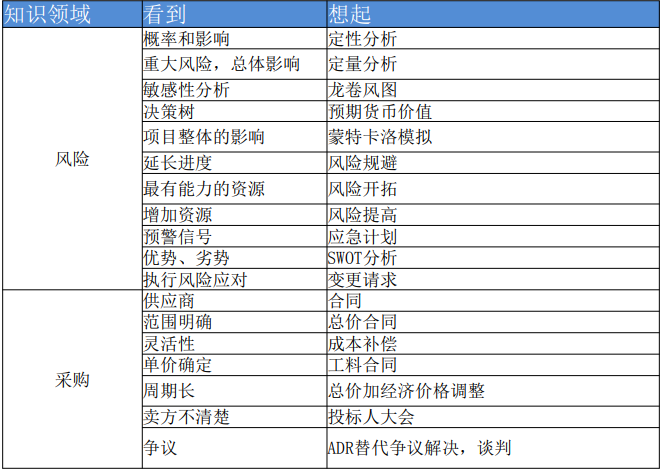 知识领域 看到 想起
风险 概率和影响 定性分析
重大风险，总体影响 定量分析
敏感性分析 龙卷风图
决策树 预期货币价值
项目整体的影响 蒙特卡洛模拟
延长进度 风险规避
最有能力的资源 风险开拓
增加资源 风险提高
预警信号 应急计划
优势、劣势 SWOT分析
执行风险应对 变更请求
采购 供应商 合同
范围明确 总价合同
灵活性 成本补偿
单价确定 工料合同
周期长 总价加经济价格调整
卖方不清楚 投标人大会
争议 ADR替代争议解决，谈判